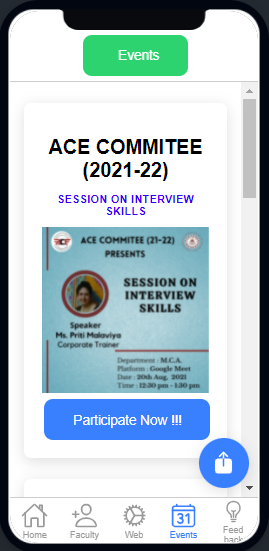 Events
ACE COMMITEE
(2021-22)
SESSION ON INTERVIEW
SKILLS
ACE COMMITEE (21-22)
PRESENTS
SESSION ON
INTERVIEW
SKILLS
Speaker
Ms. Priti Malaviya
Corporate Trainer
Department : M.C.A.
Platform : Google Meet
Date : 20th Aug, 2021
Time : 12:30 pm - 1:30 pm
Participate Now !!!
31
Home
Faculty
Web
Events
Feed
back